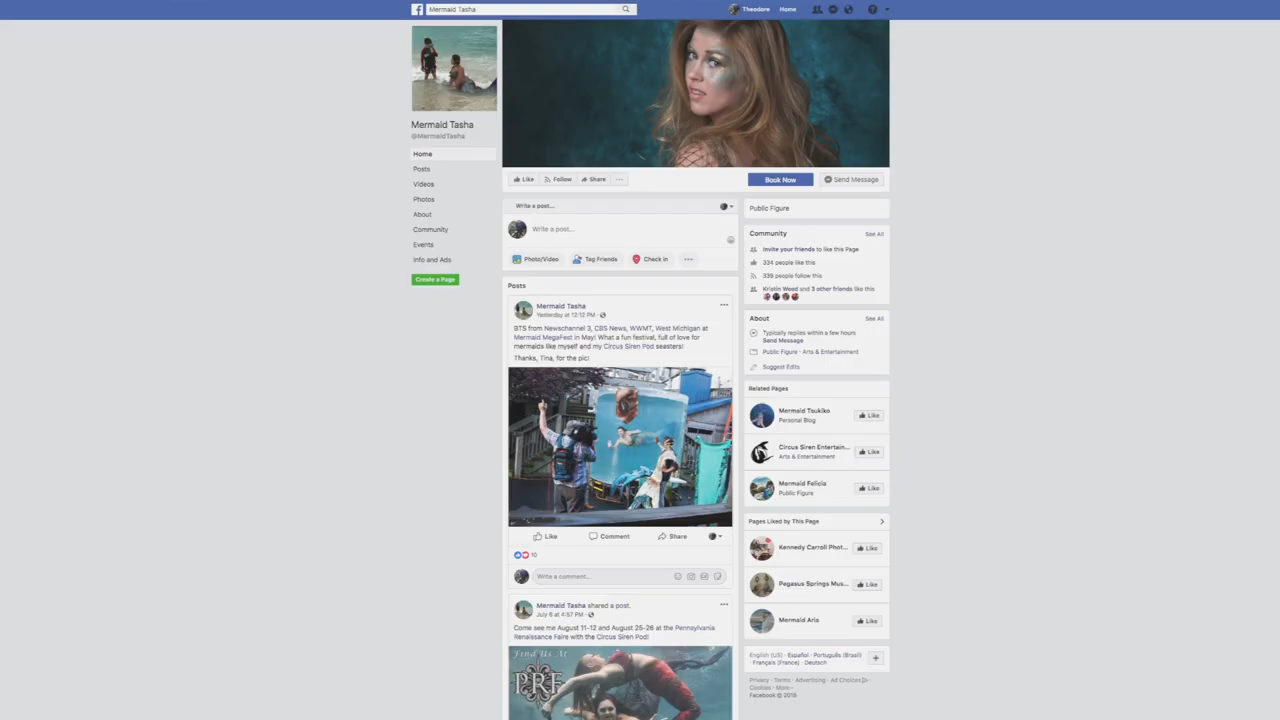 Mermaid Tasha
Theodore Home
Mermaid Tasha
@MermaidTasha
Home
Posts
Videos
Photos
About
Community
Events
Info and Ads
Create a Page
Like Follow Share
Book Now
Send Message
Write a post...
Write a post...
Photo/Video Tag Friends Check in
Posts
Mermaid Tasha
Yesterday at 12:12 PM ·
BTS from Newschannel 3, CBS News, WWMT, West Michigan at
Mermaid MegaFest in May! What a fun festival, full of love for
mermaids like myself and my Circus Siren Pod seasters!
Thanks, Tina, for the pic!
Like Comment Share
10
Write a comment...
Mermaid Tasha shared a post.
July 6 at 4:57 PM ·
Come see me August 11-12 and August 25-26 at the Pennsylvania
Renaissance Faire with the Circus Siren Pod!
Find Us At
PRF
Public Figure
Community See All
Invite your friends to like this Page
334 people like this
339 people follow this
Kristin Weed and 3 other friends like this
About See All
Typically replies within a few hours
Send Message
Public Figure · Arts & Entertainment
Suggest Edits
Related Pages
Mermaid Tsukiko
Personal Blog
Like
Circus Siren Entertain...
Arts & Entertainment
Like
Mermaid Felicia
Public Figure
Like
Pages Liked by This Page
Kennedy Carroll Phot...
Like
Pegasus Springs Mus...
Like
Mermaid Aria
Like
English (US) · Español · Português (Brasil)
· Français (France) · Deutsch
Privacy · Terms · Advertising · Ad Choices ·
Cookies · More
Facebook © 2018